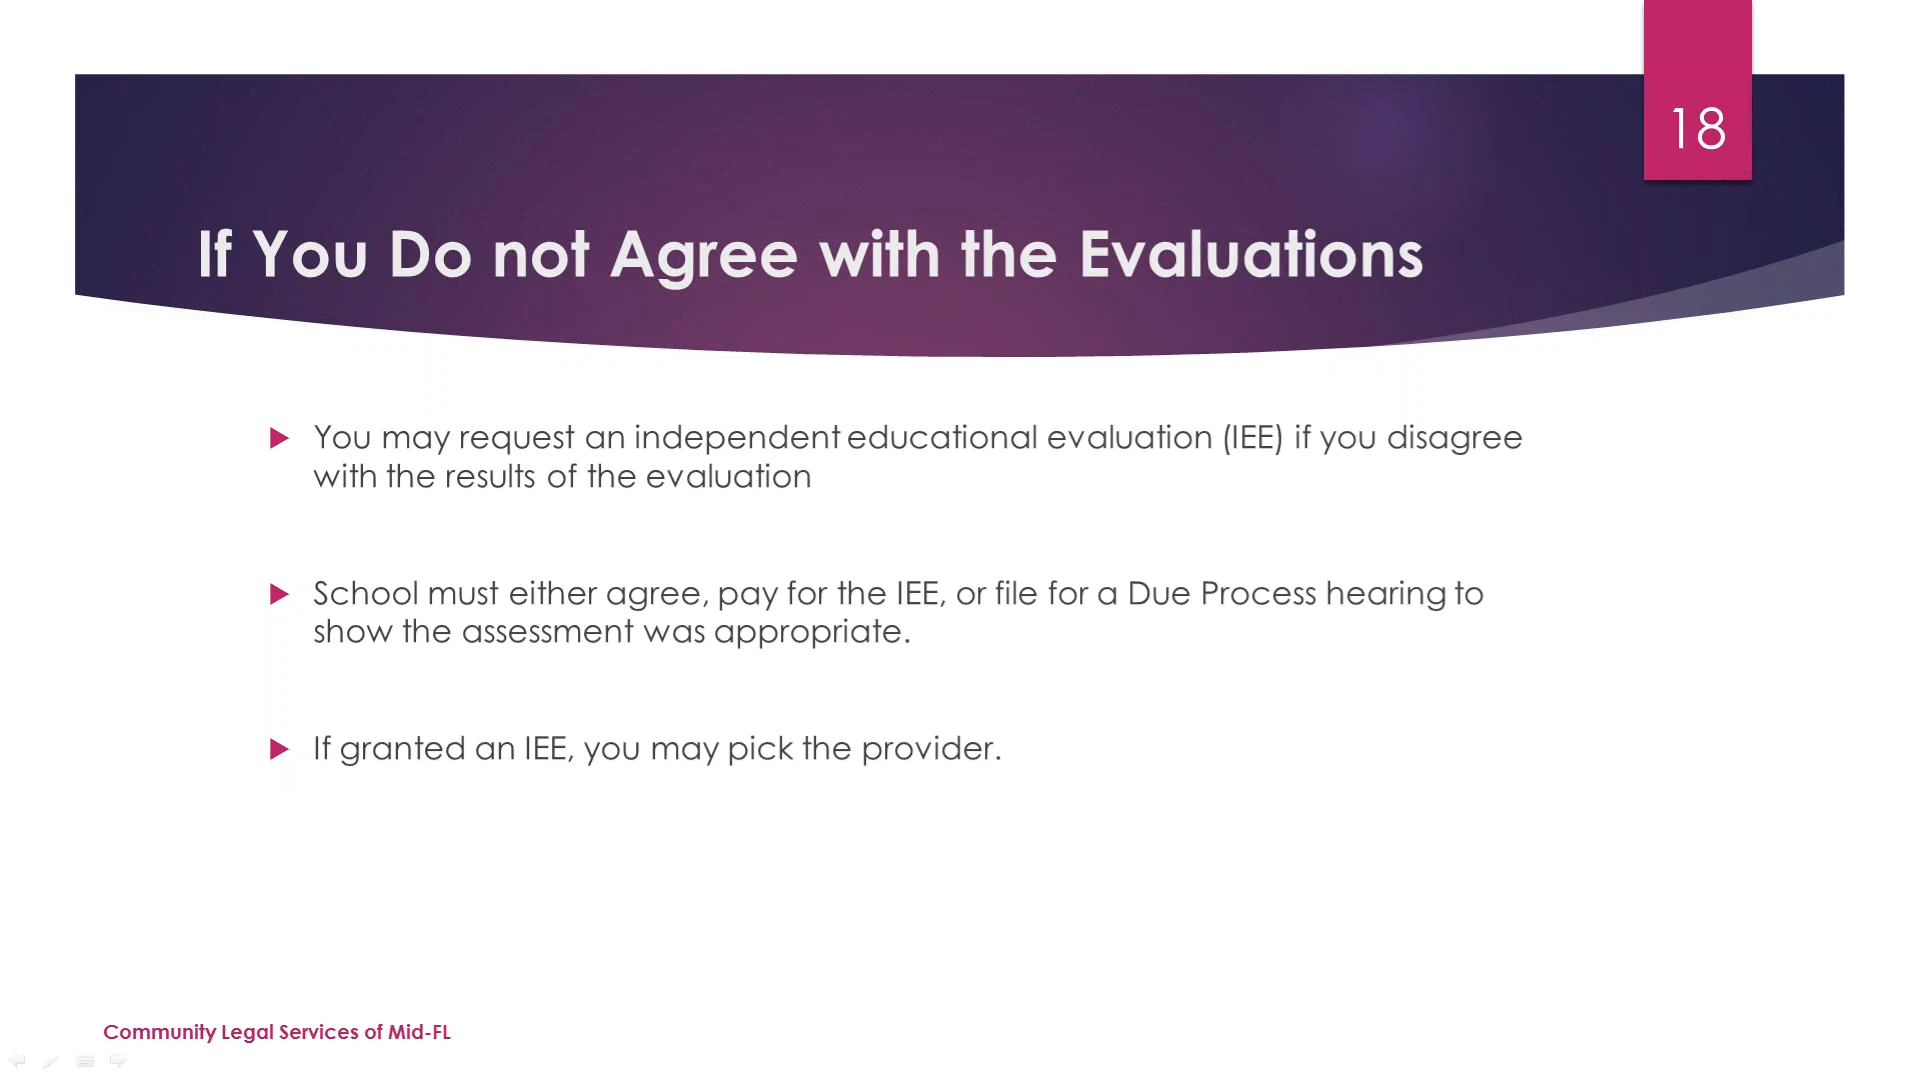 18
If You Do not Agree with the Evaluations
You may request an independent educational evaluation (IEE) if you disagree
with the results of the evaluation
School must either agree, pay for the IEE, or file for a Due Process hearing to
show the assessment was appropriate.
If granted an IEE, you may pick the provider.
Community Legal Services of Mid-FL